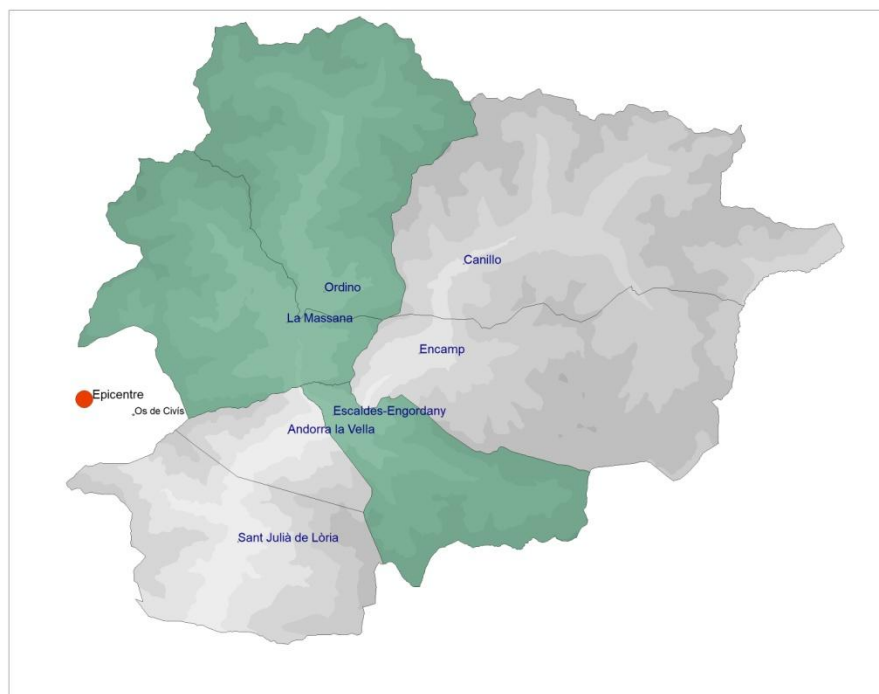 Canillo
Ordino
La Massana
Encamp
Epicentre
Os de Civís
Escaldes-Engordany
Andorra la Vella
Sant Julià de Lòria